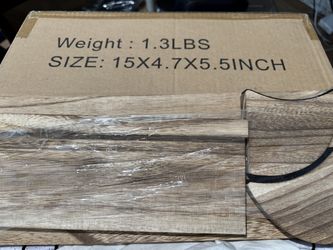 Weight : 1.3LBS
SIZE: 15X4.7X5.5INCH